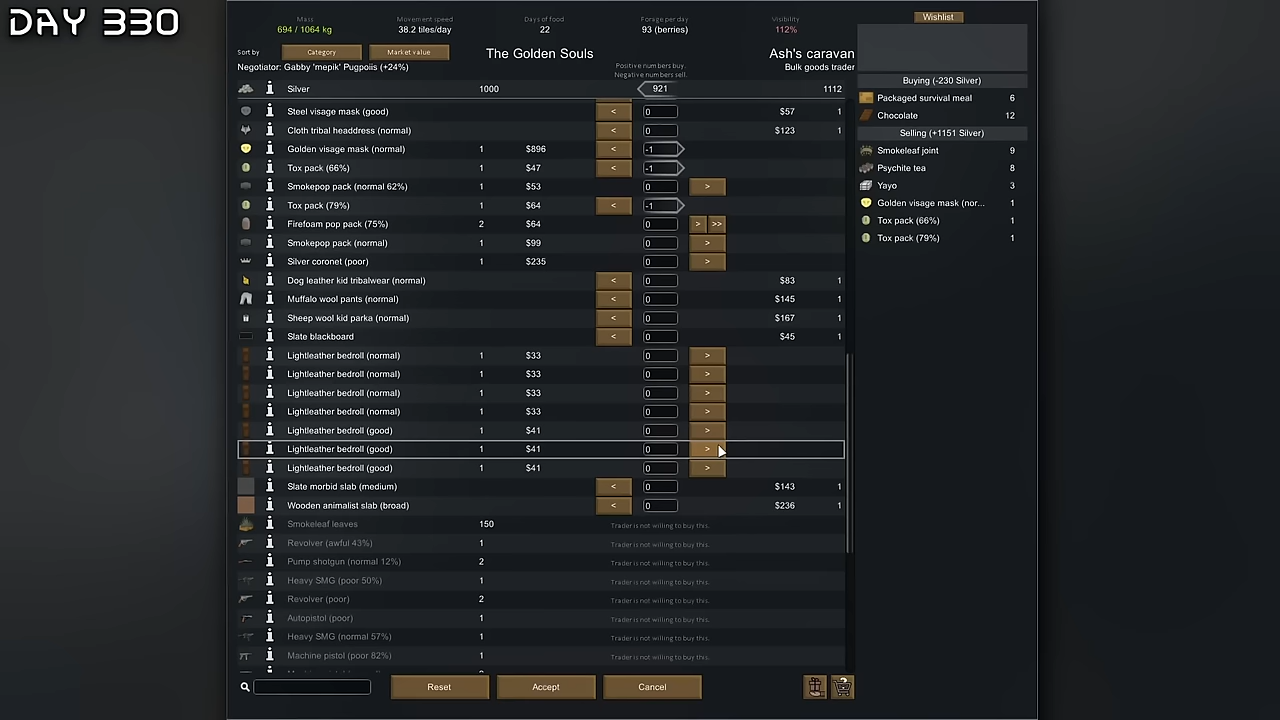 DAY 330
Mass
694 / 1064 kg
Movement speed
38.2 tiles/day
Days of food
22
Forage per day
93 (berries)
Visibility
112%
Wishlist
Sort by
Category
Market value
The Golden Souls
Ash's caravan
Negotiator: Gabby 'mepik' Pugpoiis (+24%)
Positive numbers buy.
Negative numbers sell.
Bulk goods trader
Silver 1000 921 1112
Steel visage mask (good) < 0 $57 1
Cloth tribal headdress (normal) < 0 $123 1
Golden visage mask (normal) 1 $896 < -1
Tox pack (66%) 1 $47 < -1
Smokepop pack (normal 62%) 1 $53 0 >
Tox pack (79%) 1 $64 < -1
Firefoam pop pack (75%) 2 $64 0 > >>
Smokepop pack (normal) 1 $99 0 >
Silver coronet (poor) 1 $235 0 >
Dog leather kid tribalwear (normal) < 0 $83 1
Muffalo wool pants (normal) < 0 $145 1
Sheep wool kid parka (normal) < 0 $167 1
Slate blackboard < 0 $45 1
Lightleather bedroll (normal) 1 $33 0 >
Lightleather bedroll (normal) 1 $33 0 >
Lightleather bedroll (normal) 1 $33 0 >
Lightleather bedroll (normal) 1 $33 0 >
Lightleather bedroll (good) 1 $41 0 >
Lightleather bedroll (good) 1 $41 0 >
Lightleather bedroll (good) 1 $41 0 >
Slate morbid slab (medium) < 0 $143 1
Wooden animalist slab (broad) < 0 $236 1
Smokeleaf leaves 150 Trader is not willing to buy this.
Revolver (awful 43%) 1 Trader is not willing to buy this.
Pump shotgun (normal 12%) 2 Trader is not willing to buy this.
Heavy SMG (poor 50%) 1 Trader is not willing to buy this.
Revolver (poor) 2 Trader is not willing to buy this.
Autopistol (poor) 1 Trader is not willing to buy this.
Heavy SMG (normal 57%) 1 Trader is not willing to buy this.
Machine pistol (poor 82%) 1 Trader is not willing to buy this.
Reset
Accept
Cancel
Buying (-230 Silver)
Packaged survival meal 6
Chocolate 12
Selling (+1151 Silver)
Smokeleaf joint 9
Psychite tea 8
Yayo 3
Golden visage mask (nor... 1
Tox pack (66%) 1
Tox pack (79%) 1